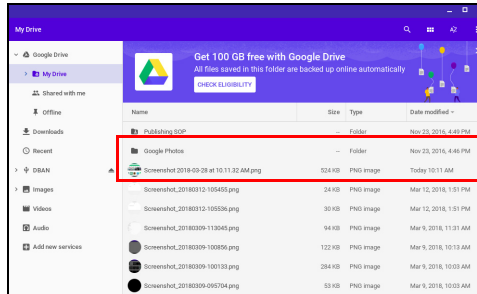 My Drive
Google Drive
My Drive
Shared with me
Offline
Downloads
Recent
DBAN
Images
Videos
Audio
Add new services
Get 100 GB free with Google Drive
All files saved in this folder are backed up online automatically
CHECK ELIGIBILITY
Name Size Type Date modified
Publishing SOP -- Folder Nov 23, 2016, 4:49 PM
Google Photos -- Folder Nov 23, 2016, 4:46 PM
Screenshot 2018-03-28 at 10.11.32 AM.png 524 KB PNG image Today 10:11 AM
Screenshot_20180312-105455.png 24 KB PNG image Mar 12, 2018, 1:51 PM
Screenshot_20180312-105536.png 30 KB PNG image Mar 12, 2018, 1:51 PM
Screenshot_20180309-113045.png 94 KB PNG image Mar 9, 2018, 11:31 AM
Screenshot_20180309-100856.png 122 KB PNG image Mar 9, 2018, 10:13 AM
Screenshot_20180309-100133.png 284 KB PNG image Mar 9, 2018, 10:03 AM
Screenshot_20180309-095704.png 53 KB PNG image Mar 9, 2018, 10:03 AM